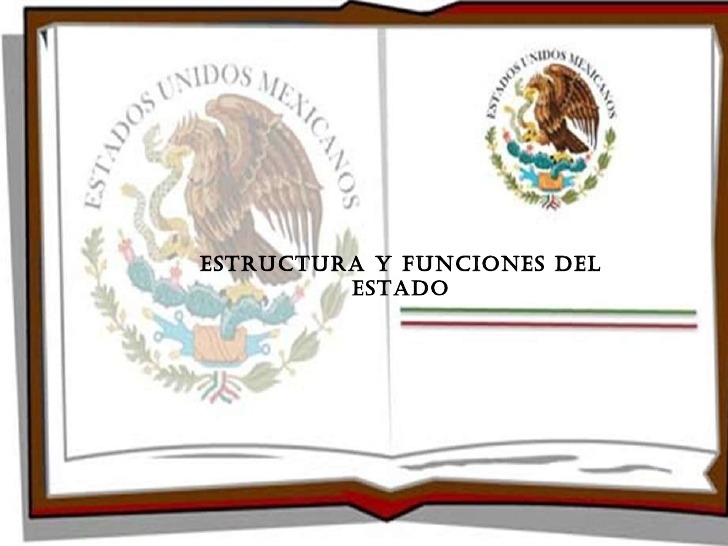 ESTADOS UNIDOS MEXICANOS
ESTADOS UNIDOS MEXICANOS
ESTRUCTURA Y FUNCIONES DEL
ESTADO